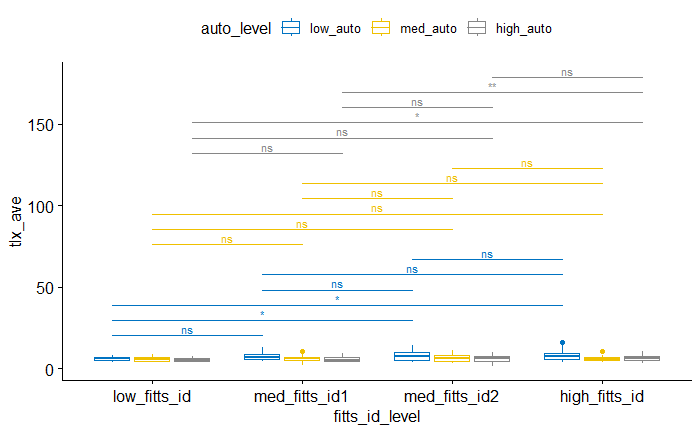 auto_level low_auto med_auto high_auto
ns
**
ns
*
ns
ns
ns
ns
ns
ns
ns
ns
ns
ns
ns
*
*
ns
150
100
50
0
tlx_ave
low_fitts_id med_fitts_id1 med_fitts_id2 high_fitts_id
fitts_id_level